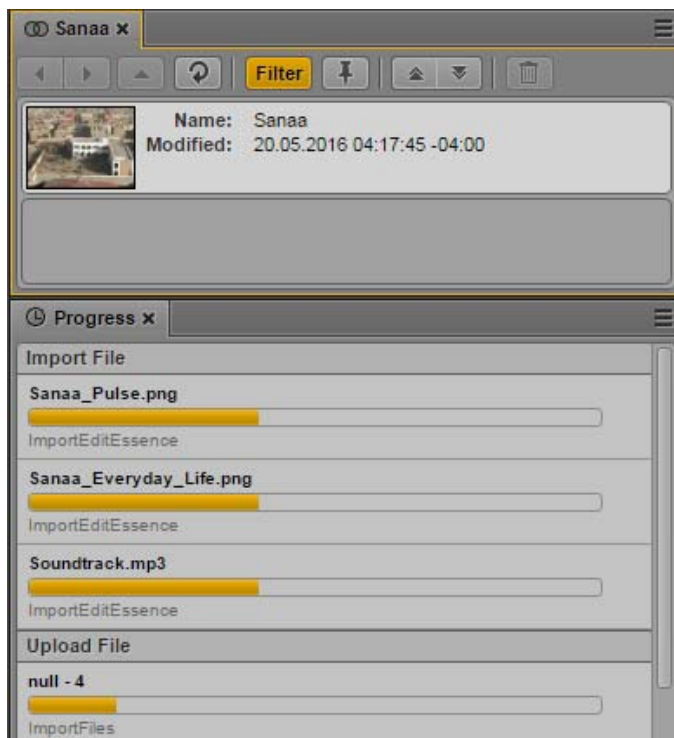 Sanaa x
Filter
Name: Sanaa
Modified: 20.05.2016 04:17:45 -04:00
Progress x
Import File
Sanaa_Pulse.png
ImportEditEssence
Sanaa_Everyday_Life.png
ImportEditEssence
Soundtrack.mp3
ImportEditEssence
Upload File
null - 4
ImportFiles